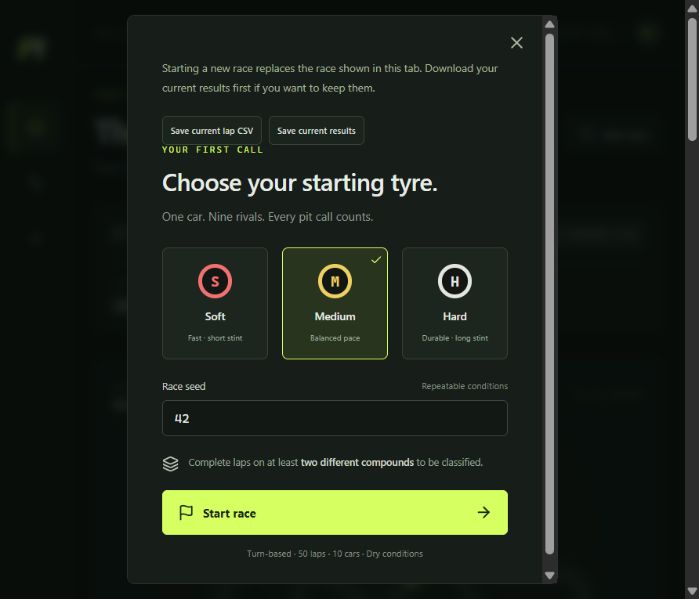 Starting a new race replaces the race shown in this tab. Download your
current results first if you want to keep them.
Save current lap CSV
Save current results
YOUR FIRST CALL
Choose your starting tyre.
One car. Nine rivals. Every pit call counts.
S
M
H
Soft
Medium
Hard
Fast · short stint
Balanced pace
Durable · long stint
Race seed
Repeatable conditions
42
Complete laps on at least two different compounds to be classified.
Start race
Turn-based · 50 laps · 10 cars · Dry conditions